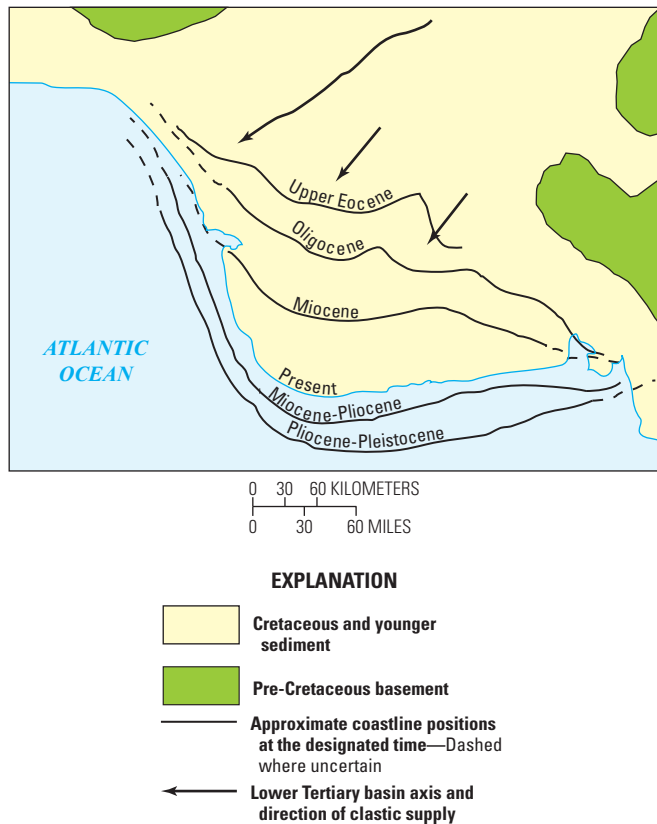 Upper Eocene
Oligocene
Miocene
ATLANTIC
OCEAN
Present
Miocene-Pliocene
Pliocene-Pleistocene
0 30 60 KILOMETERS
0 30 60 MILES
EXPLANATION
Cretaceous and younger
sediment
Pre-Cretaceous basement
Approximate coastline positions
at the designated time—Dashed
where uncertain
Lower Tertiary basin axis and
direction of clastic supply